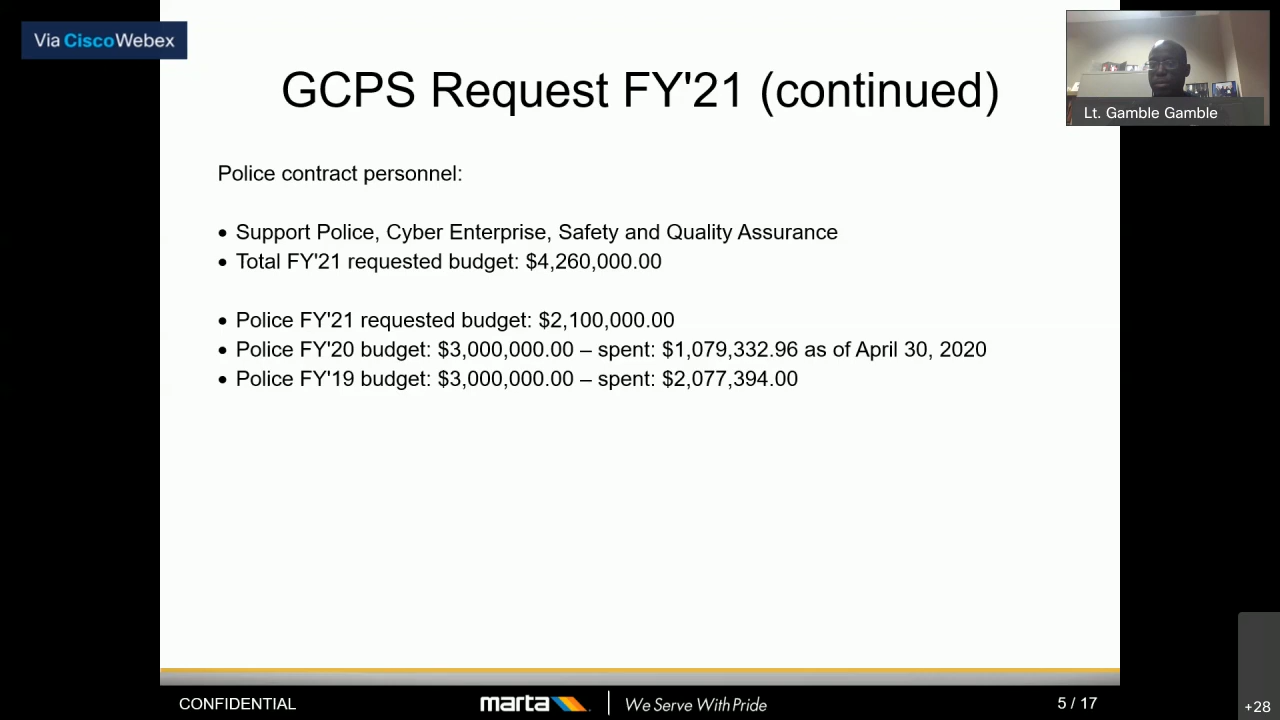 Via CiscoWebex
GCPS Request FY'21 (continued)
Lt. Gamble Gamble
Police contract personnel:
• Support Police, Cyber Enterprise, Safety and Quality Assurance
• Total FY'21 requested budget: $4,260,000.00
• Police FY'21 requested budget: $2,100,000.00
• Police FY'20 budget: $3,000,000.00 – spent: $1,079,332.96 as of April 30, 2020
• Police FY'19 budget: $3,000,000.00 – spent: $2,077,394.00
CONFIDENTIAL
marta
We Serve With Pride
5 / 17
+28